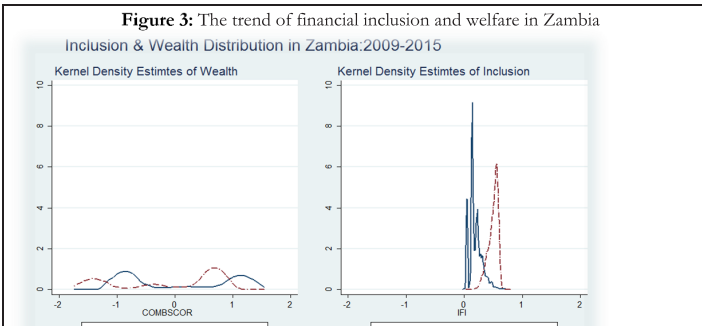 Figure 3: The trend of financial inclusion and welfare in Zambia
Inclusion & Wealth Distribution in Zambia:2009-2015
Kernel Density Estimtes of Wealth
Kernel Density Estimtes of Inclusion
10
8
6
4
2
0
-2 -1 0 1 2
COMBSCOR
10
8
6
4
2
0
-2 -1 0 1 2
IFI